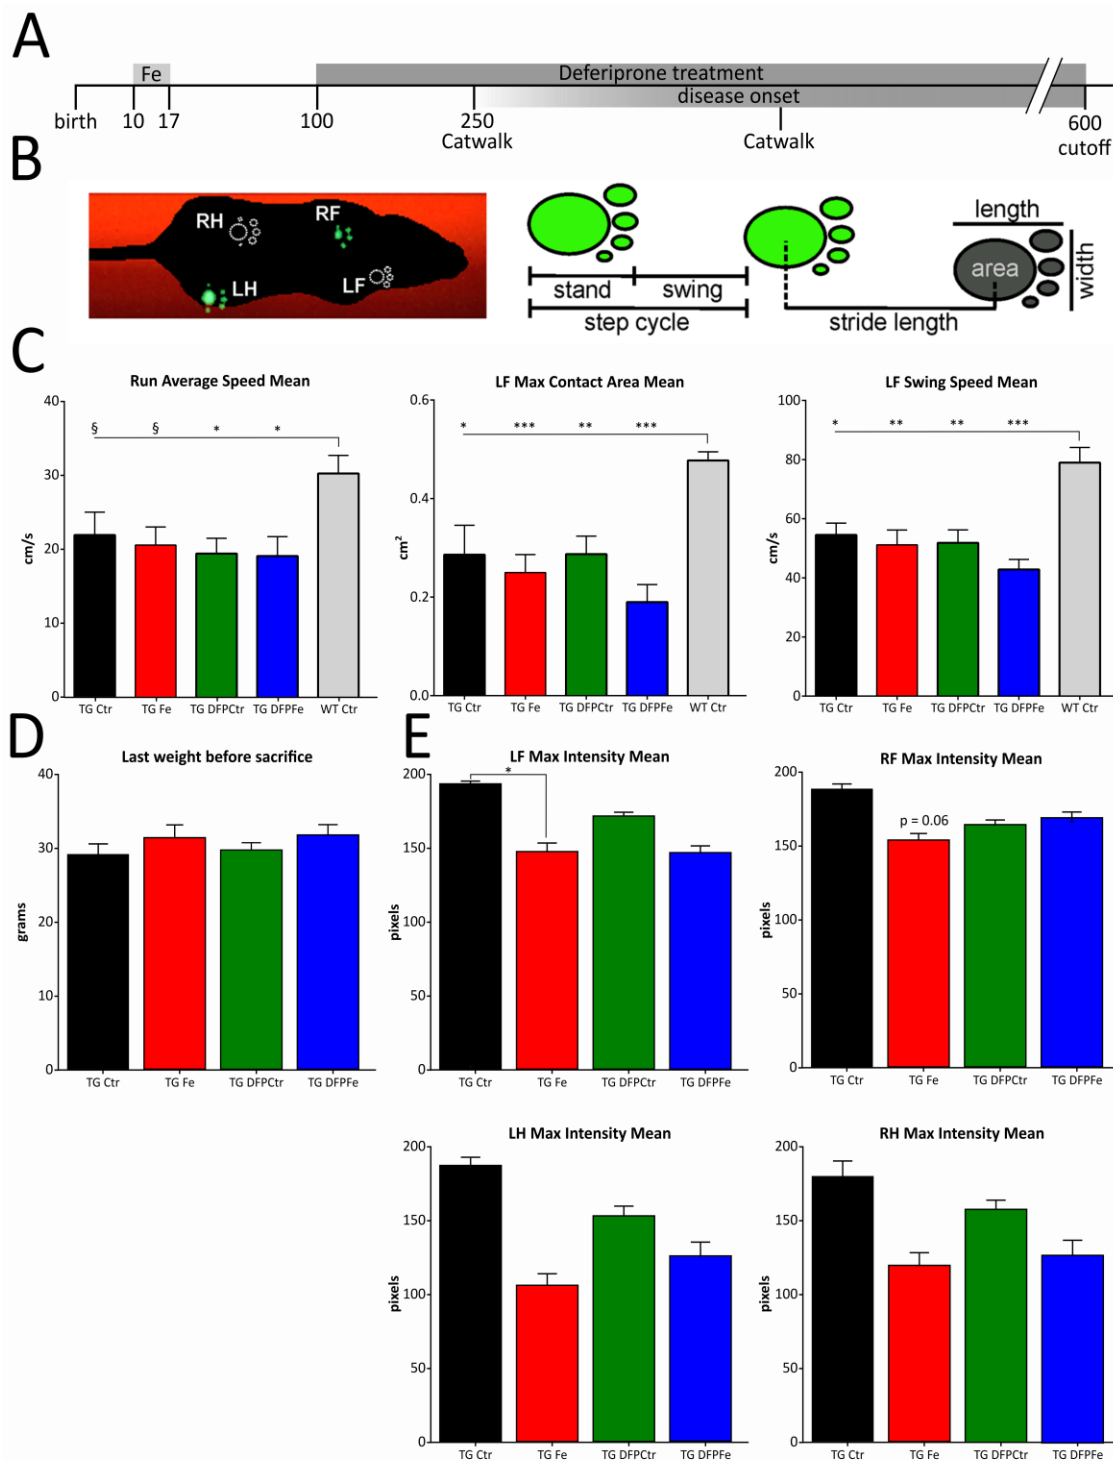 A
Fe
Deferiprone treatment
disease onset
birth
10
17
100
250
600
Catwalk
Catwalk
cutoff
B
RH
RF
LH
LF
stand
swing
step cycle
stride length
length
area
width
C
Run Average Speed Mean
40
30
20
10
0
cm/s
§
§
*
*
TG Ctr
TG Fe
TG DFPCtr
TG DFPFe
WT Ctr
LF Max Contact Area Mean
0.6
0.4
0.2
0.0
cm²
*
***
**
***
TG Ctr
TG Fe
TG DFPCtr
TG DFPFe
WT Ctr
LF Swing Speed Mean
100
80
60
40
20
0
cm/s
*
**
**
***
TG Ctr
TG Fe
TG DFPCtr
TG DFPFe
WT Ctr
D
Last weight before sacrifice
40
30
20
10
0
grams
TG Ctr
TG Fe
TG DFPCtr
TG DFPFe
E
LF Max Intensity Mean
200
150
100
50
0
pixels
*
TG Ctr
TG Fe
TG DFPCtr
TG DFPFe
RF Max Intensity Mean
200
150
100
50
0
pixels
p = 0.06
TG Ctr
TG Fe
TG DFPCtr
TG DFPFe
LH Max Intensity Mean
200
150
100
50
0
pixels
TG Ctr
TG Fe
TG DFPCtr
TG DFPFe
RH Max Intensity Mean
200
150
100
50
0
pixels
TG Ctr
TG Fe
TG DFPCtr
TG DFPFe